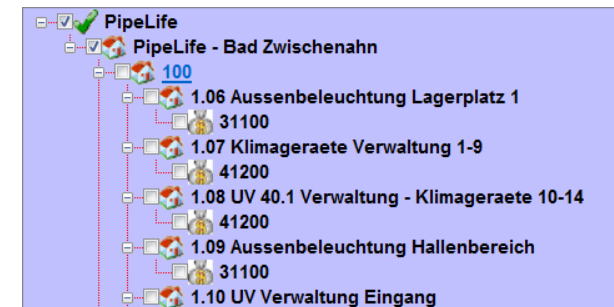 PipeLife
PipeLife - Bad Zwischenahn
100
1.06 Aussenbeleuchtung Lagerplatz 1
31100
1.07 Klimageraete Verwaltung 1-9
41200
1.08 UV 40.1 Verwaltung - Klimageraete 10-14
41200
1.09 Aussenbeleuchtung Hallenbereich
31100
1.10 UV Verwaltung Eingang